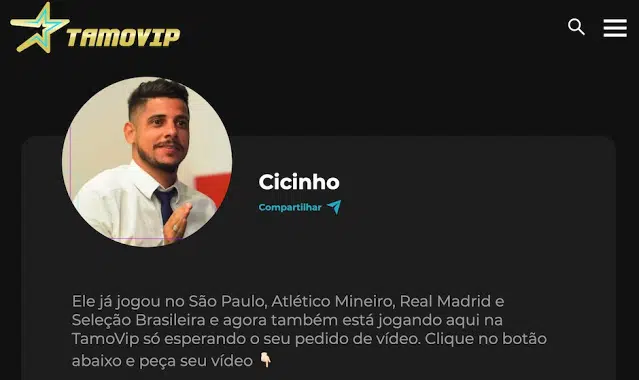 TAMOVIP
Cicinho
Compartilhar
Ele já jogou no São Paulo, Atlético Mineiro, Real Madrid e
Seleção Brasileira e agora também está jogando aqui na
TamoVip só esperando o seu pedido de vídeo. Clique no botão
abaixo e peça seu vídeo 👇🏻